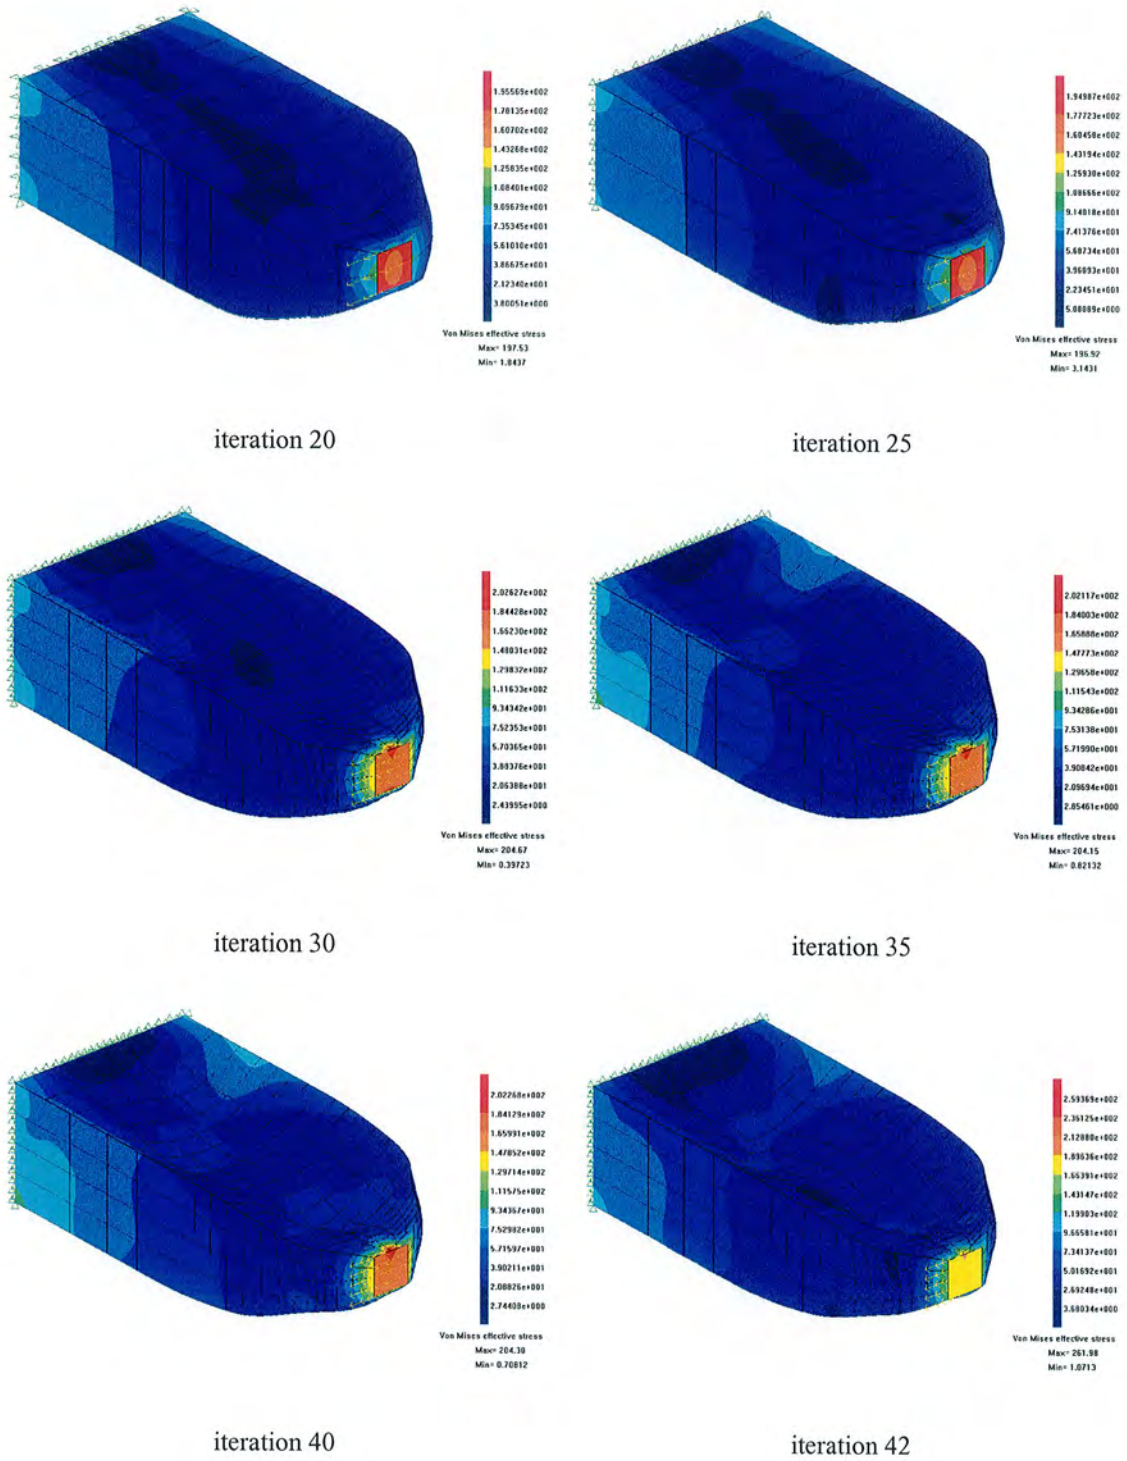 1.95569e+002
1.78135e+002
1.60702e+002
1.43268e+002
1.25835e+002
1.08401e+002
9.09679e+001
7.35345e+001
5.61010e+001
3.86675e+001
2.12340e+001
3.80051e+000
Von Mises effective stress
Max= 197.53
Min= 1.8437
iteration 20
1.94987e+002
1.77723e+002
1.60458e+002
1.43194e+002
1.25930e+002
1.08666e+002
9.14018e+001
7.41376e+001
5.68734e+001
3.96093e+001
2.23451e+001
5.08089e+000
Von Mises effective stress
Max= 196.92
Min= 3.1431
iteration 25
2.02627e+002
1.84428e+002
1.66230e+002
1.48031e+002
1.29832e+002
1.11633e+002
9.34342e+001
7.52353e+001
5.70365e+001
3.88376e+001
2.06388e+001
2.43995e+000
Von Mises effective stress
Max= 204.67
Min= 0.39723
iteration 30
2.02117e+002
1.84003e+002
1.65888e+002
1.47773e+002
1.29658e+002
1.11543e+002
9.34286e+001
7.53138e+001
5.71990e+001
3.90842e+001
2.09694e+001
2.85461e+000
Von Mises effective stress
Max= 204.15
Min= 0.82132
iteration 35
2.02268e+002
1.84129e+002
1.65991e+002
1.47852e+002
1.29714e+002
1.11575e+002
9.34367e+001
7.52982e+001
5.71597e+001
3.90211e+001
2.08826e+001
2.74408e+000
Von Mises effective stress
Max= 204.30
Min= 0.70812
iteration 40
2.59369e+002
2.36125e+002
2.12880e+002
1.89636e+002
1.66391e+002
1.43147e+002
1.19903e+002
9.66581e+001
7.34137e+001
5.01692e+001
2.69248e+001
3.68034e+000
Von Mises effective stress
Max= 261.98
Min= 1.0713
iteration 42